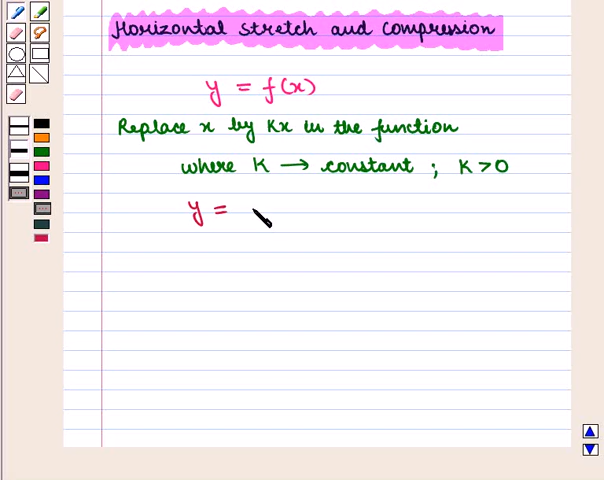 Horizontal stretch and compression
y = f(x)
Replace x by Kx in the function
where K → constant ; K > 0
y =